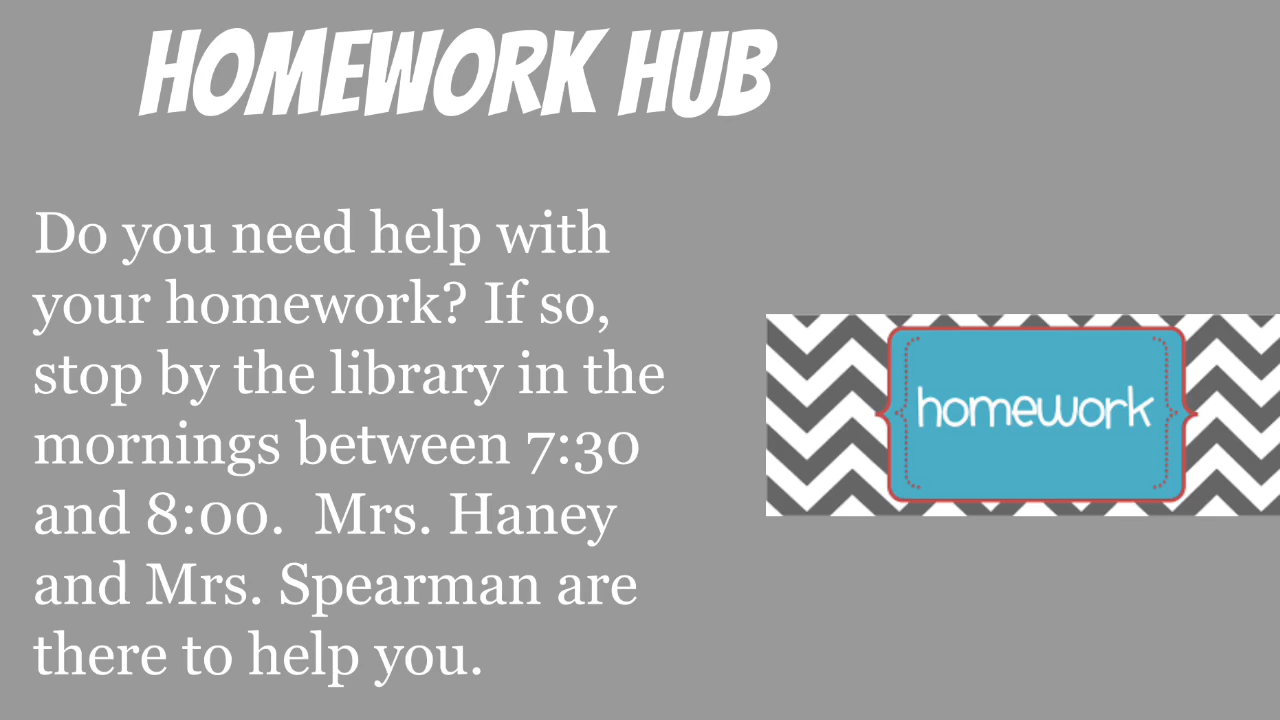 HOMEWORK HUB
Do you need help with
your homework? If so,
stop by the library in the
mornings between 7:30
and 8:00.  Mrs. Haney
and Mrs. Spearman are
there to help you.
homework